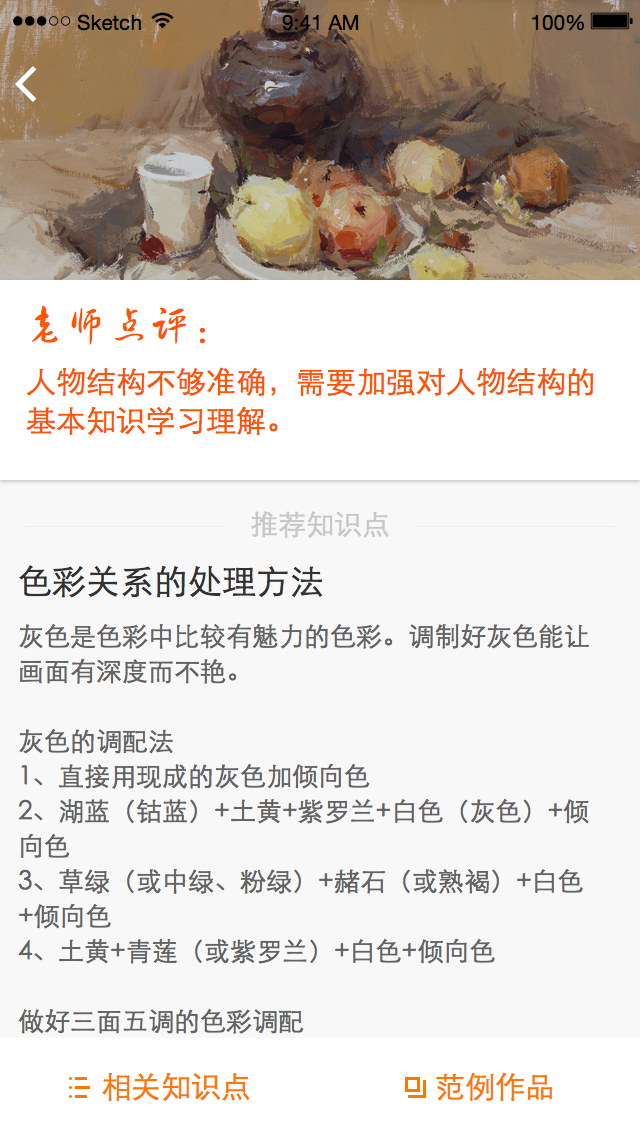 Sketch 9:41 AM 100%
老师点评：
人物结构不够准确，需要加强对人物结构的
基本知识学习理解。
推荐知识点
色彩关系的处理方法
灰色是色彩中比较有魅力的色彩。调制好灰色能让
画面有深度而不艳。
灰色的调配法
1、直接用现成的灰色加倾向色
2、湖蓝（钴蓝）+土黄+紫罗兰+白色（灰色）+倾
向色
3、草绿（或中绿、粉绿）+赭石（或熟褐）+白色
+倾向色
4、土黄+青莲（或紫罗兰）+白色+倾向色
做好三面五调的色彩调配
相关知识点 范例作品